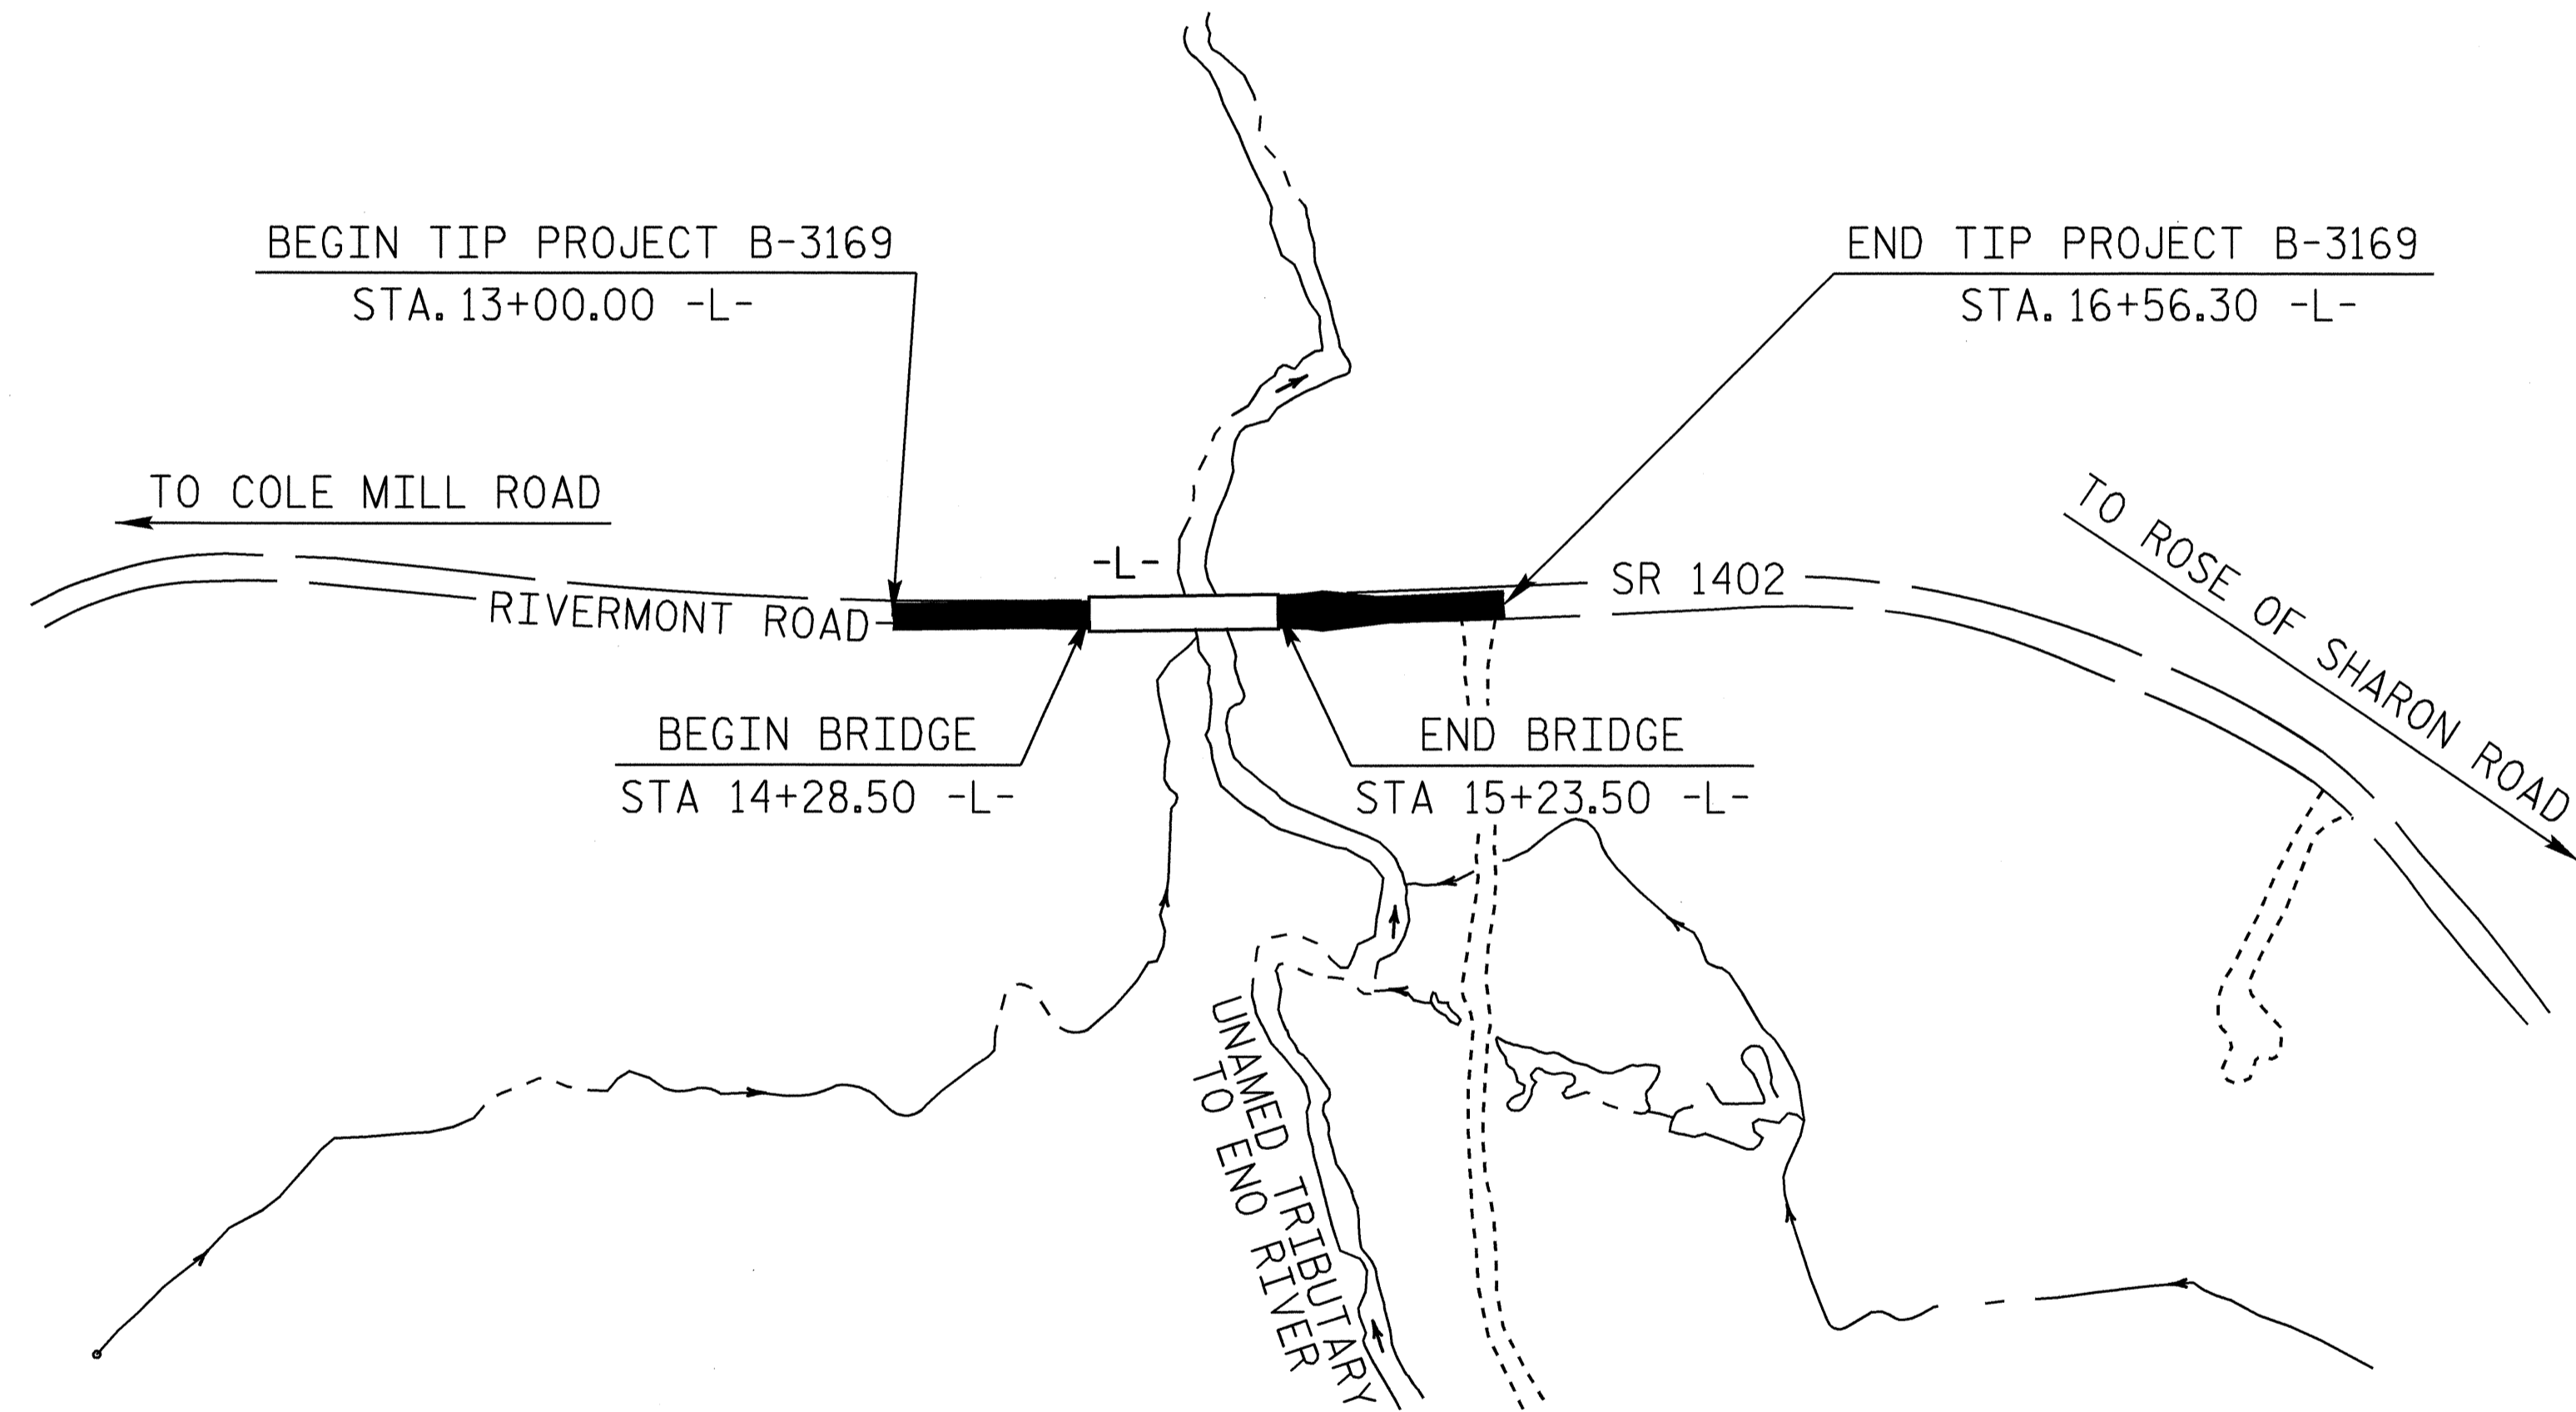 BEGIN TIP PROJECT B-3169
STA. 13+00.00 -L-
END TIP PROJECT B-3169
STA. 16+56.30 -L-
TO COLE MILL ROAD
TO ROSE OF SHARON ROAD
-L-
SR 1402
RIVERMONT ROAD
BEGIN BRIDGE
STA 14+28.50 -L-
END BRIDGE
STA 15+23.50 -L-
UNAMED TRIBUTARY
TO ENO RIVER